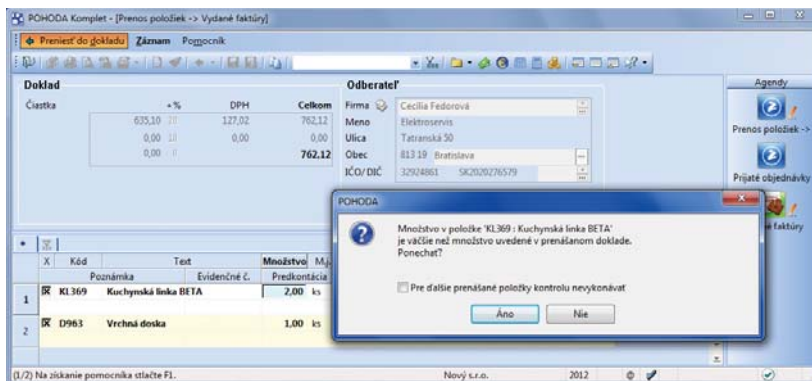 POHODA Komplet - [Prenos položiek -> Vydané faktúry]
Preniesť do dokladu Záznam Pomocník
Doklad
Čiastka +% DPH Celkom
635,10 20 127,02 762,12
0,00 10 0,00 0,00
0,00 0
762,12
Odberateľ
Firma Cecília Fedorová
Meno Elektroservis
Ulica Tatranská 50
Obec 813 19 Bratislava
IČO/DIČ 32924861 SK2020276579
Agendy
Prenos položiek ->
Prijaté objednávky
faktúry
POHODA
Množstvo v položke 'KL369 : Kuchynská linka BETA'
je väčšie než množstvo uvedené v prenášanom doklade.
Ponechať?
Pre ďalšie prenášané položky kontrolu nevykonávat
Áno Nie
X Kód Text Množstvo M.j.
Poznámka Evidenčné č. Predkontácia
1 KL369 Kuchynská linka BETA 2,00 ks
2 D963 Vrchná doska 1,00 ks
(1/2) Na získanie pomocníka stlačte F1. Nový s.r.o. 2012 @